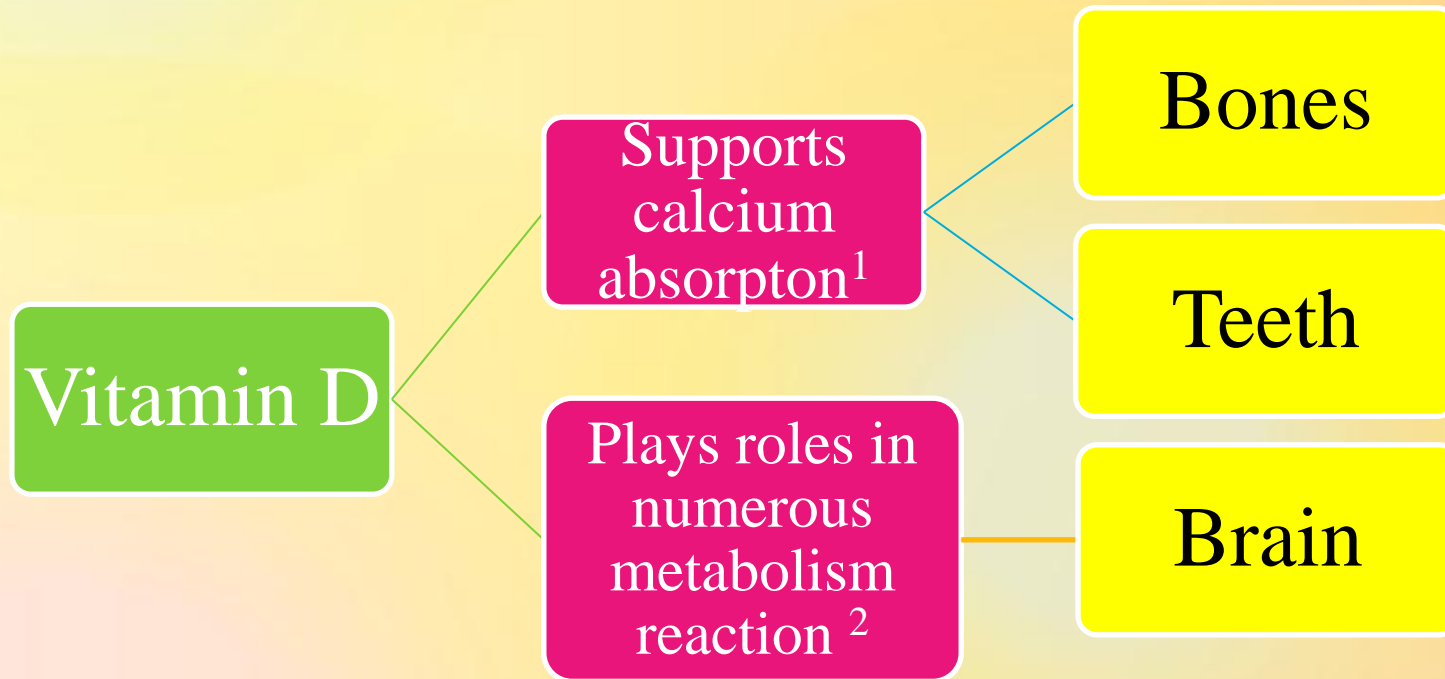 Vitamin D
Supports
calcium
absorpton¹
Plays roles in
numerous
metabolism
reaction ²
Bones
Teeth
Brain